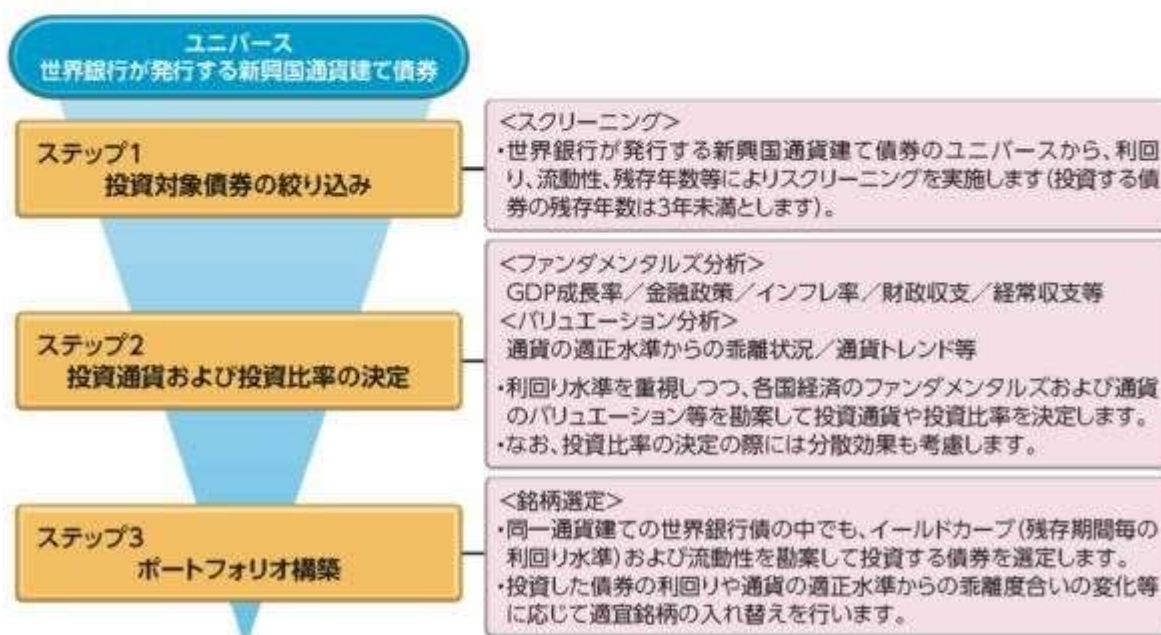 ユニバース
世界銀行が発行する新興国通貨建て債券
ステップ1
投資対象債券の絞り込み
<スクリーニング>
・世界銀行が発行する新興国通貨建て債券のユニバースから、利回
り、流動性、残存年数等によりスクリーニングを実施します(投資する債
券の残存年数は3年未満とします)。
ステップ2
投資通貨および投資比率の決定
<ファンダメンタルズ分析>
GDP成長率/金融政策/インフレ率/財政収支/経常収支等
<バリュエーション分析>
通貨の適正水準からの乖離状況/通貨トレンド等
・利回り水準を重視しつつ、各国経済のファンダメンタルズおよび通貨
のバリュエーション等を勘案して投資通貨や投資比率を決定します。
・なお、投資比率の決定の際には分散効果も考慮します。
ステップ3
ポートフォリオ構築
<銘柄選定>
・同一通貨建ての世界銀行債の中でも、イールドカーブ(残存期間毎の
利回り水準)および流動性を勘案して投資する債券を選定します。
・投資した債券の利回りや通貨の適正水準からの乖離度合いの変化等
に応じて適宜銘柄の入れ替えを行います。